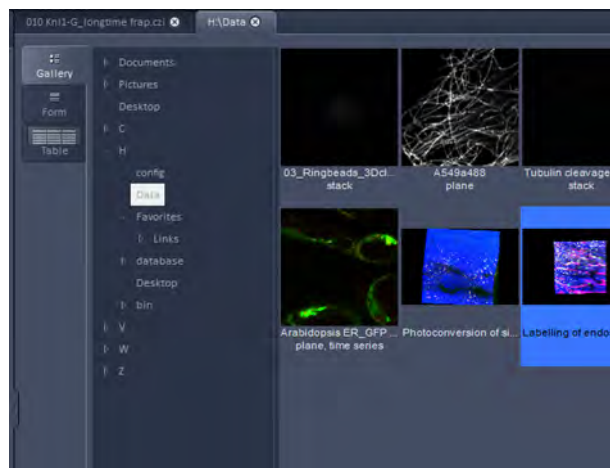 010 Knl1-G_longtime frap.czi
H:\Data
Gallery
Form
Table
Documents
Pictures
Desktop
C
H
config
Data
Favorites
Links
database
Desktop
bin
V
W
Z
03_Ringbeads_3Dcl...
stack
A549a488
plane
Tubulin cleavage
stack
Arabidopsis ER_GFP...
plane, time series
Photoconversion of si...
Labelling of endo